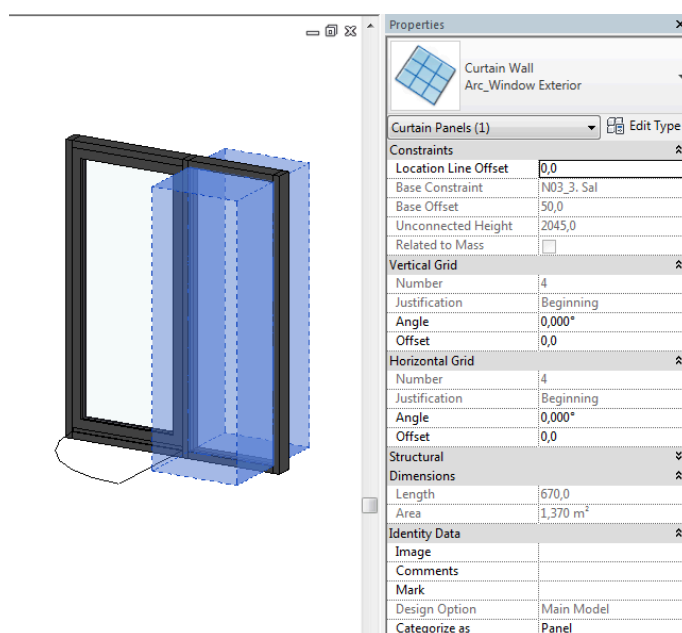 Properties
Curtain Wall
Arc_Window Exterior
Curtain Panels (1)
Edit Type
Constraints
Location Line Offset 0,0
Base Constraint N03_3. Sal
Base Offset 50,0
Unconnected Height 2045,0
Related to Mass
Vertical Grid
Number 4
Justification Beginning
Angle 0,000°
Offset 0,0
Horizontal Grid
Number 4
Justification Beginning
Angle 0,000°
Offset 0,0
Structural
Dimensions
Length 670,0
Area 1,370 m²
Identity Data
Image
Comments
Mark
Design Option Main Model
Categorize as Panel